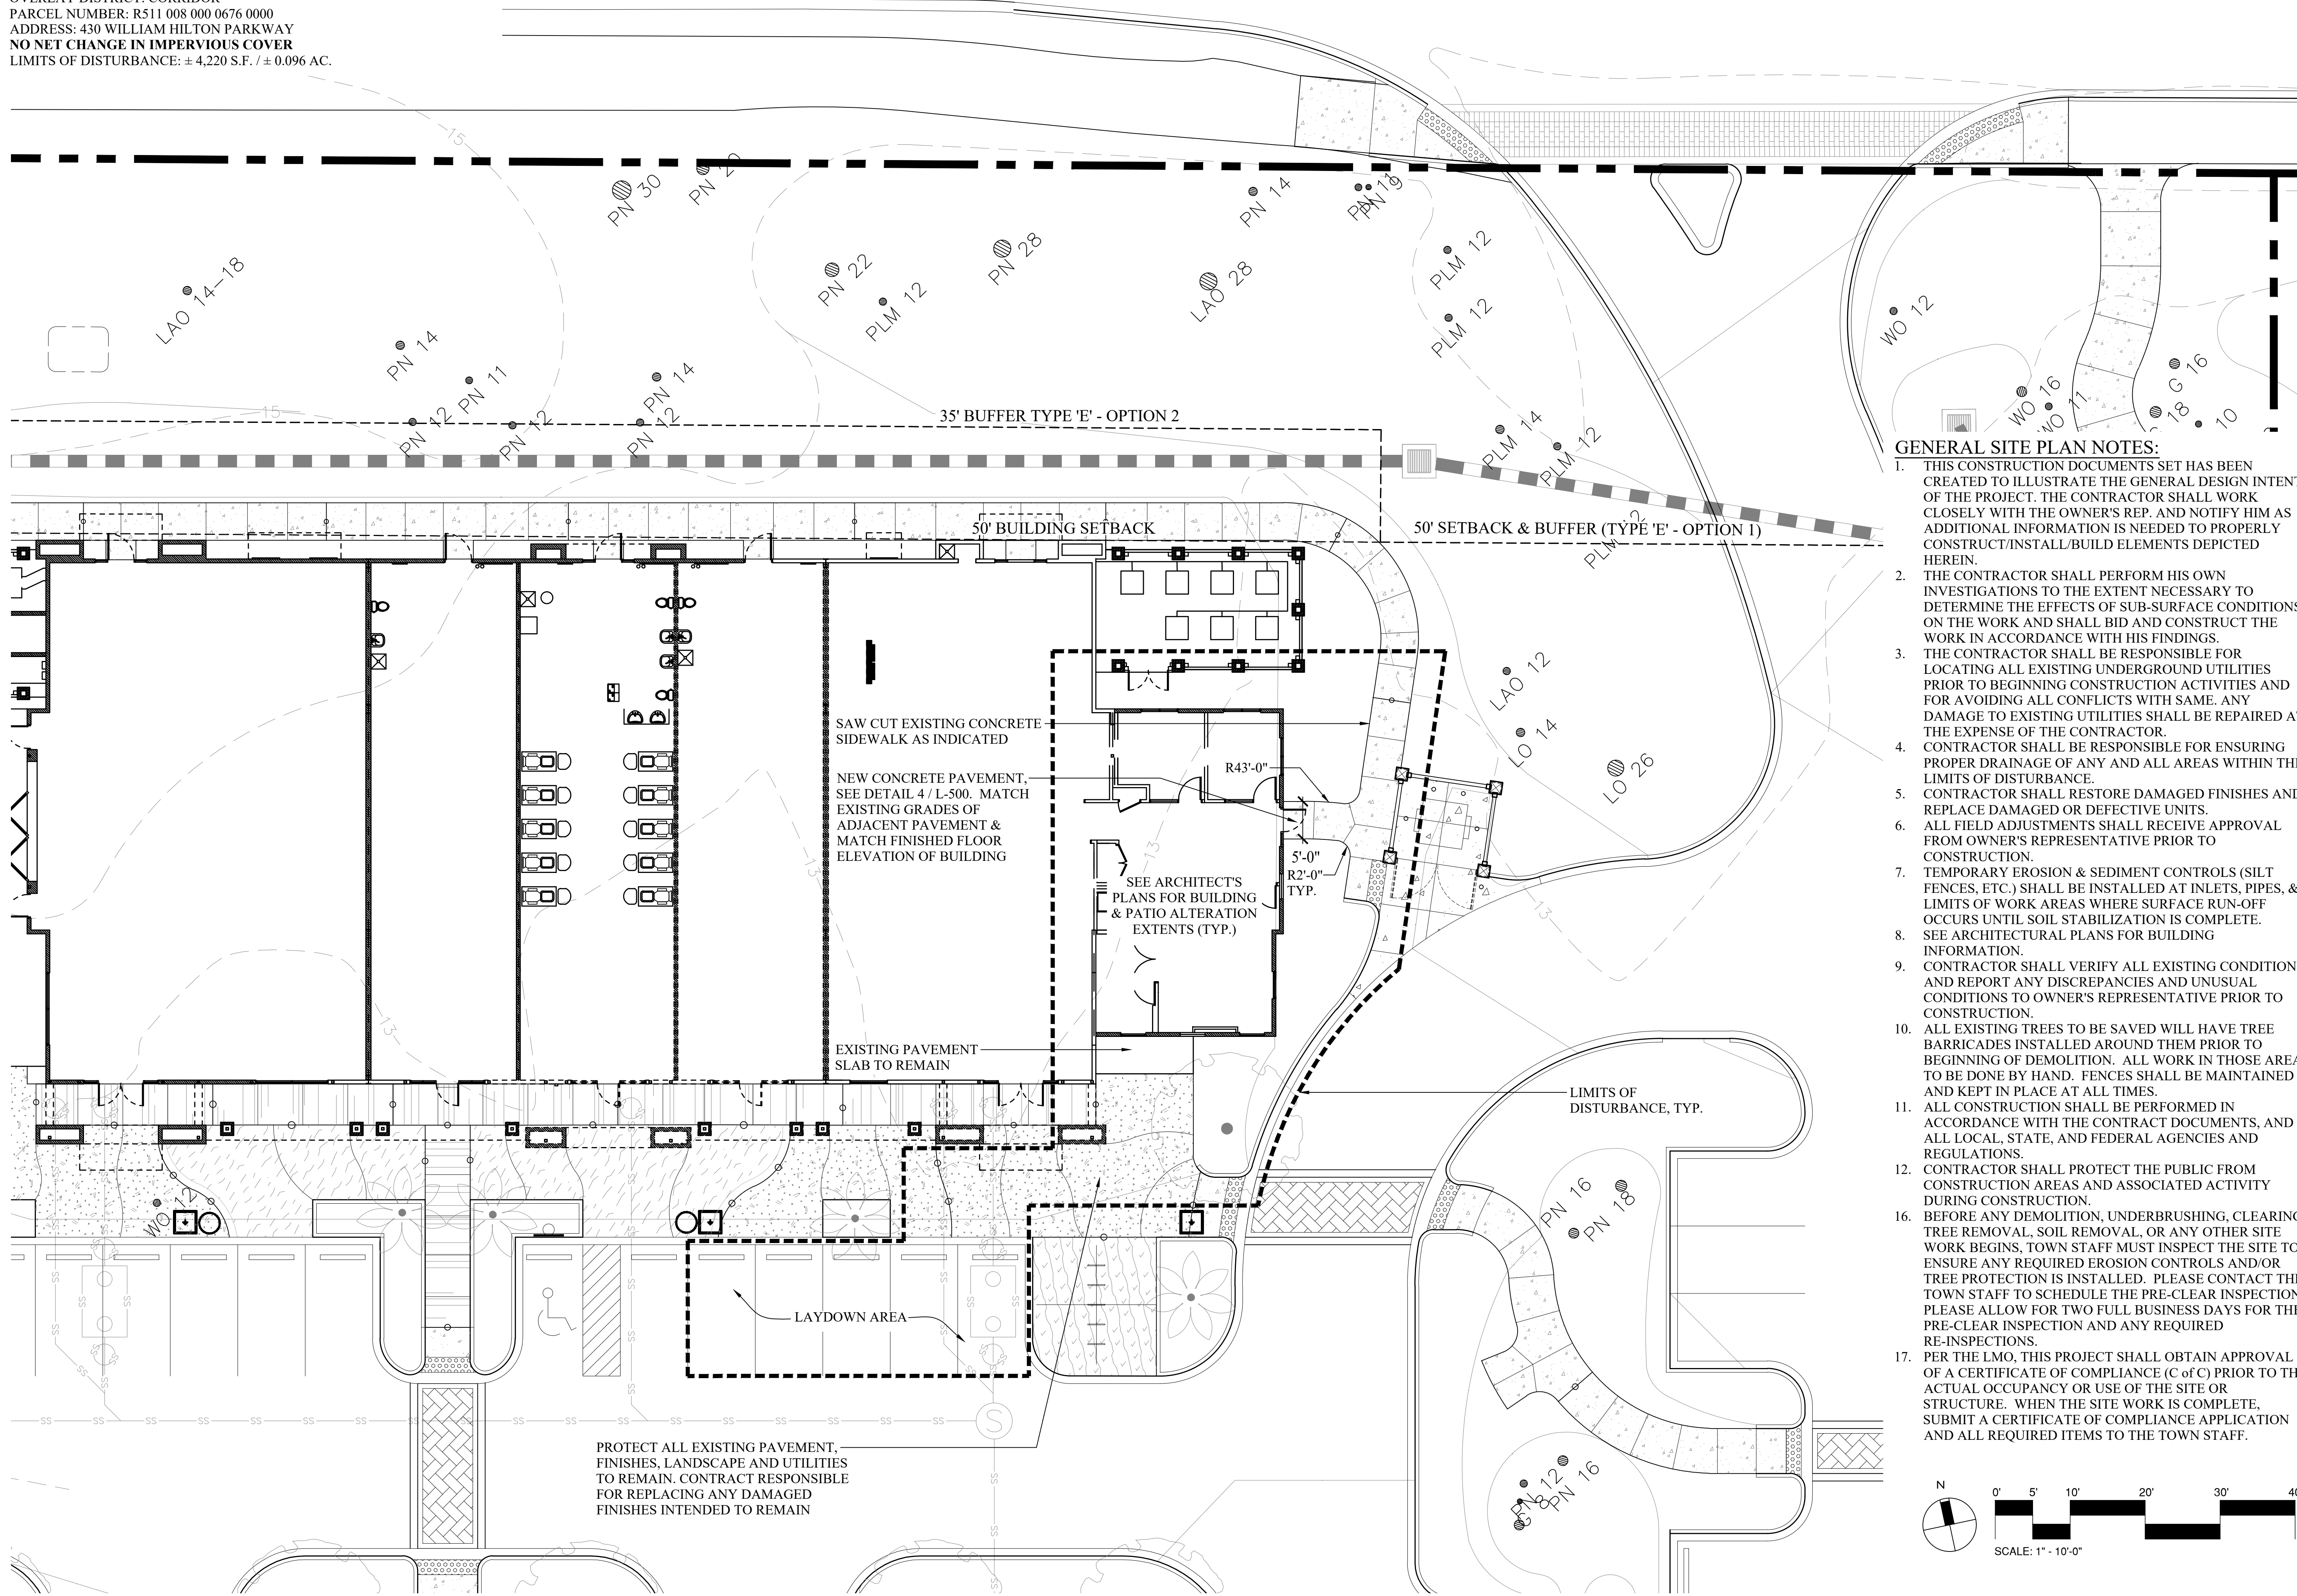 PARCEL NUMBER: R511 008 000 0676 0000
ADDRESS: 430 WILLIAM HILTON PARKWAY
NO NET CHANGE IN IMPERVIOUS COVER
LIMITS OF DISTURBANCE: ± 4,220 S.F. / ± 0.096 AC.
15
PN 30
PN 14
PN 11
PN 9
LAO 14-18
PN 22
PLM 12
PN 28
LAO 28
PLM 12
PLM 12
WO 12
PN 14
PN 11
PN 14
PN 12
PN 12
PN 12
15
PLM 14
PLM 12
WO 16
WO 11
G 16
18
10
35' BUFFER TYPE 'E' - OPTION 2
50' BUILDING SETBACK
50' SETBACK & BUFFER (TYPE 'E' - OPTION 1)
PLM 12
LAO 12
LO 14
LO 26
SAW CUT EXISTING CONCRETE
SIDEWALK AS INDICATED
NEW CONCRETE PAVEMENT,
SEE DETAIL 4 / L-500. MATCH
EXISTING GRADES OF
ADJACENT PAVEMENT &
MATCH FINISHED FLOOR
ELEVATION OF BUILDING
R43'-0"
5'-0"
R2'-0"
TYP.
SEE ARCHITECT'S
PLANS FOR BUILDING
& PATIO ALTERATION
EXTENTS (TYP.)
13
13
13
EXISTING PAVEMENT
SLAB TO REMAIN
LIMITS OF
DISTURBANCE, TYP.
WO 12
PN 16
PN 18
LAYDOWN AREA
SS
S
PROTECT ALL EXISTING PAVEMENT,
FINISHES, LANDSCAPE AND UTILITIES
TO REMAIN. CONTRACT RESPONSIBLE
FOR REPLACING ANY DAMAGED
FINISHES INTENDED TO REMAIN
PN 12
PN 16
G 8
GENERAL SITE PLAN NOTES:
1. THIS CONSTRUCTION DOCUMENTS SET HAS BEEN
CREATED TO ILLUSTRATE THE GENERAL DESIGN INTENT
OF THE PROJECT. THE CONTRACTOR SHALL WORK
CLOSELY WITH THE OWNER'S REP. AND NOTIFY HIM AS
ADDITIONAL INFORMATION IS NEEDED TO PROPERLY
CONSTRUCT/INSTALL/BUILD ELEMENTS DEPICTED
HEREIN.
2. THE CONTRACTOR SHALL PERFORM HIS OWN
INVESTIGATIONS TO THE EXTENT NECESSARY TO
DETERMINE THE EFFECTS OF SUB-SURFACE CONDITIONS
ON THE WORK AND SHALL BID AND CONSTRUCT THE
WORK IN ACCORDANCE WITH HIS FINDINGS.
3. THE CONTRACTOR SHALL BE RESPONSIBLE FOR
LOCATING ALL EXISTING UNDERGROUND UTILITIES
PRIOR TO BEGINNING CONSTRUCTION ACTIVITIES AND
FOR AVOIDING ALL CONFLICTS WITH SAME. ANY
DAMAGE TO EXISTING UTILITIES SHALL BE REPAIRED AT
THE EXPENSE OF THE CONTRACTOR.
4. CONTRACTOR SHALL BE RESPONSIBLE FOR ENSURING
PROPER DRAINAGE OF ANY AND ALL AREAS WITHIN THE
LIMITS OF DISTURBANCE.
5. CONTRACTOR SHALL RESTORE DAMAGED FINISHES AND
REPLACE DAMAGED OR DEFECTIVE UNITS.
6. ALL FIELD ADJUSTMENTS SHALL RECEIVE APPROVAL
FROM OWNER'S REPRESENTATIVE PRIOR TO
CONSTRUCTION.
7. TEMPORARY EROSION & SEDIMENT CONTROLS (SILT
FENCES, ETC.) SHALL BE INSTALLED AT INLETS, PIPES, &
LIMITS OF WORK AREAS WHERE SURFACE RUN-OFF
OCCURS UNTIL SOIL STABILIZATION IS COMPLETE.
8. SEE ARCHITECTURAL PLANS FOR BUILDING
INFORMATION.
9. CONTRACTOR SHALL VERIFY ALL EXISTING CONDITION
AND REPORT ANY DISCREPANCIES AND UNUSUAL
CONDITIONS TO OWNER'S REPRESENTATIVE PRIOR TO
CONSTRUCTION.
10. ALL EXISTING TREES TO BE SAVED WILL HAVE TREE
BARRICADES INSTALLED AROUND THEM PRIOR TO
BEGINNING OF DEMOLITION. ALL WORK IN THOSE AREA
TO BE DONE BY HAND. FENCES SHALL BE MAINTAINED
AND KEPT IN PLACE AT ALL TIMES.
11. ALL CONSTRUCTION SHALL BE PERFORMED IN
ACCORDANCE WITH THE CONTRACT DOCUMENTS, AND
ALL LOCAL, STATE, AND FEDERAL AGENCIES AND
REGULATIONS.
12. CONTRACTOR SHALL PROTECT THE PUBLIC FROM
CONSTRUCTION AREAS AND ASSOCIATED ACTIVITY
DURING CONSTRUCTION.
16. BEFORE ANY DEMOLITION, UNDERBRUSHING, CLEARING
TREE REMOVAL, SOIL REMOVAL, OR ANY OTHER SITE
WORK BEGINS, TOWN STAFF MUST INSPECT THE SITE TO
ENSURE ANY REQUIRED EROSION CONTROLS AND/OR
TREE PROTECTION IS INSTALLED. PLEASE CONTACT THE
TOWN STAFF TO SCHEDULE THE PRE-CLEAR INSPECTION
PLEASE ALLOW FOR TWO FULL BUSINESS DAYS FOR THE
PRE-CLEAR INSPECTION AND ANY REQUIRED
RE-INSPECTIONS.
17. PER THE LMO, THIS PROJECT SHALL OBTAIN APPROVAL
OF A CERTIFICATE OF COMPLIANCE (C of C) PRIOR TO TH
ACTUAL OCCUPANCY OR USE OF THE SITE OR
STRUCTURE. WHEN THE SITE WORK IS COMPLETE,
SUBMIT A CERTIFICATE OF COMPLIANCE APPLICATION
AND ALL REQUIRED ITEMS TO THE TOWN STAFF.
N
0' 5' 10' 20' 30'
SCALE: 1" - 10'-0"